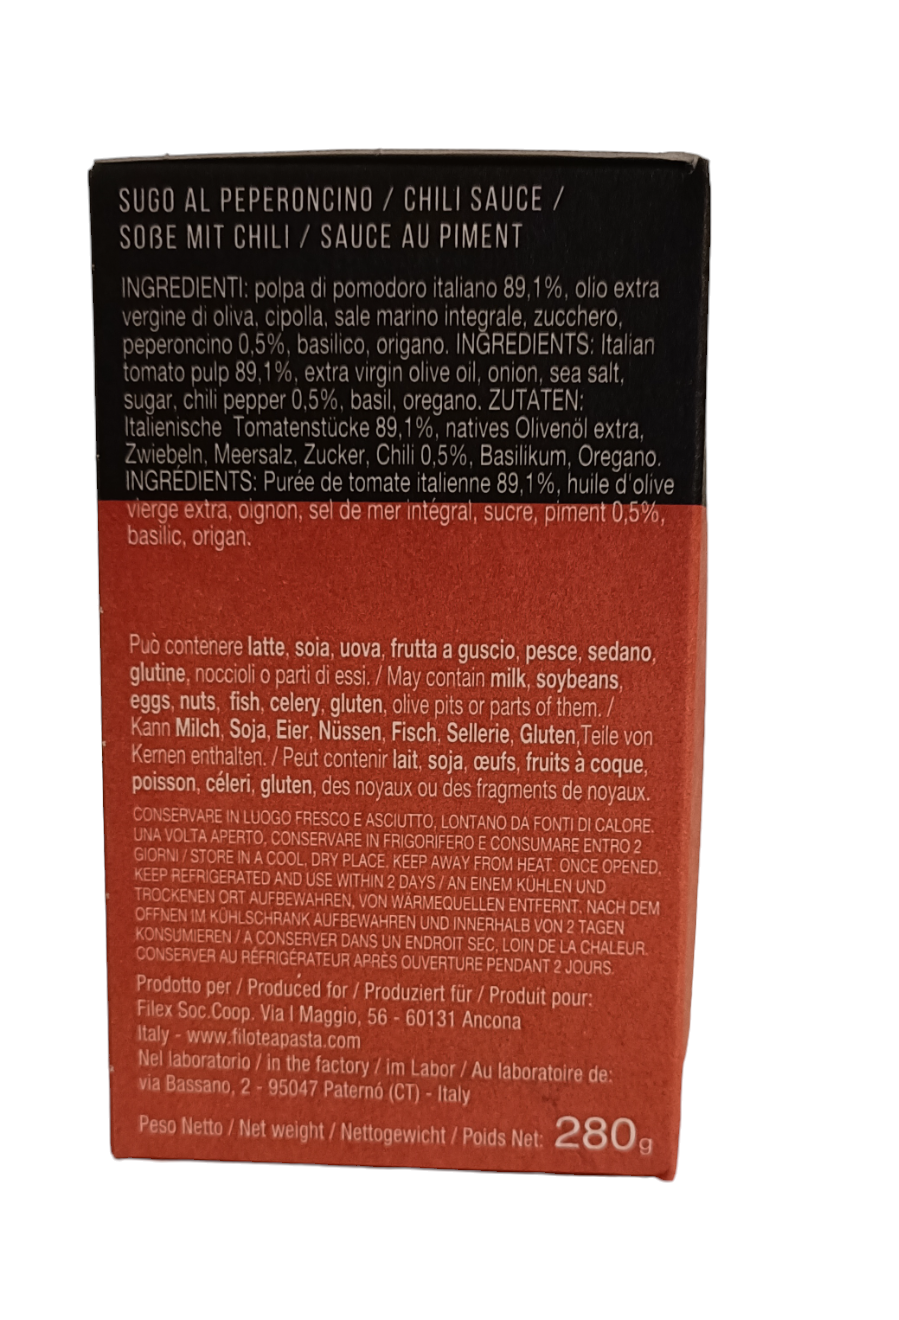 SUGO AL PEPERONCINO / CHILI SAUCE /
SOßE MIT CHILI / SAUCE AU PIMENT
INGREDIENTI: polpa di pomodoro italiano 89,1%, olio extra
vergine di oliva, cipolla, sale marino integrale, zucchero,
peperoncino 0,5%, basilico, origano. INGREDIENTS: Italian
tomato pulp 89,1%, extra virgin olive oil, onion, sea salt,
sugar, chili pepper 0,5%, basil, oregano. ZUTATEN:
Italienische Tomatenstücke 89,1%, natives Olivenöl extra,
Zwiebeln, Meersalz, Zucker, Chili 0,5%, Basilikum, Oregano.
INGRÉDIENTS: Purée de tomate italienne 89,1%, huile d'olive
vierge extra, oignon, sel de mer intégral, sucre, piment 0,5%,
basilic, origan.
Può contenere latte, soia, uova, frutta a guscio, pesce, sedano,
glutine, noccioli o parti di essi. / May contain milk, soybeans,
eggs, nuts, fish, celery, gluten, olive pits or parts of them. /
Kann Milch, Soja, Eier, Nüssen, Fisch, Sellerie, Gluten,Teile von
Kernen enthalten. / Peut contenir lait, soja, œufs, fruits à coque,
poisson, céleri, gluten, des noyaux ou des fragments de noyaux.
CONSERVARE IN LUOGO FRESCO E ASCIUTTO, LONTANO DA FONTI DI CALORE.
UNA VOLTA APERTO, CONSERVARE IN FRIGORIFERO E CONSUMARE ENTRO 2
GIORNI / STORE IN A COOL, DRY PLACE, KEEP AWAY FROM HEAT. ONCE OPENED,
KEEP REFRIGERATED AND USE WITHIN 2 DAYS / AN EINEM KÜHLEN UND
TROCKENEN ORT AUFBEWAHREN, VON WÄRMEQUELLEN ENTFERNT. NACH DEM
ÖFFNEN IM KÜHLSCHRANK AUFBEWAHREN UND INNERHALB VON 2 TAGEN
KONSUMIEREN / A CONSERVER DANS UN ENDROIT SEC, LOIN DE LA CHALEUR.
CONSERVER AU RÉFRIGÉRATEUR APRÈS OUVERTURE PENDANT 2 JOURS.
Prodotto per / Produced for / Produziert für / Produit pour:
Filex Soc.Coop. Via I Maggio, 56 - 60131 Ancona
Italy - www.filoteapasta.com
Nel laboratorio / in the factory / im Labor / Au laboratoire de:
via Bassano, 2 - 95047 Paternó (CT) - Italy
Peso Netto / Net weight / Nettogewicht / Poids Net: 280g